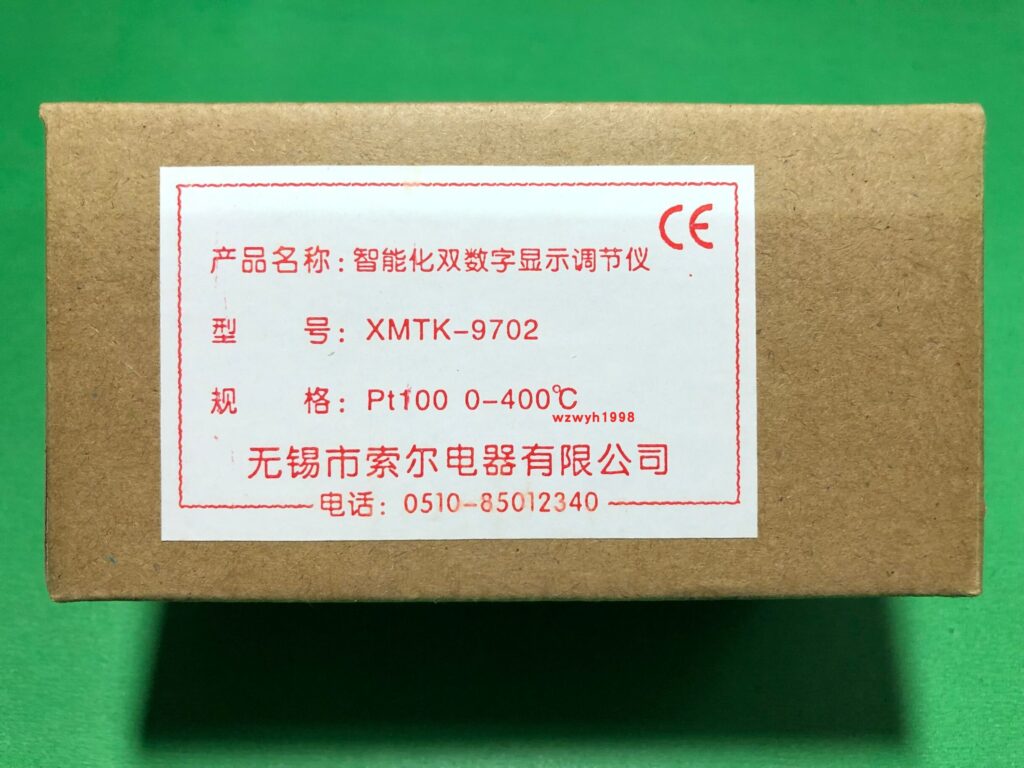 CE
产品名称:智能化双数字显示调节仪
型 号: XMTK-9702
规 格: Pt100 0-400℃
wzwyh1998
无锡市索尔电器有限公司
电话: 0510-85012340